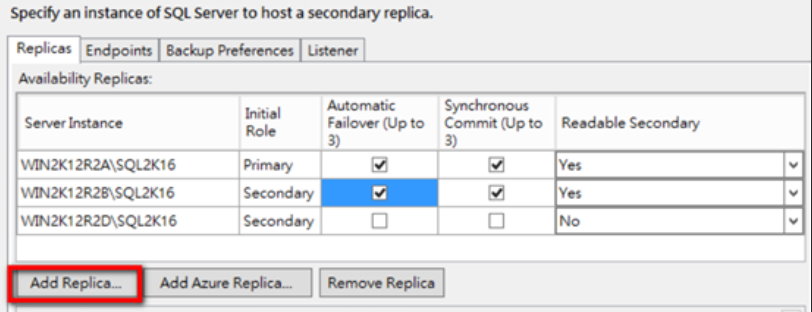 Specify an instance of SQL Server to host a secondary replica.
Replicas Endpoints Backup Preferences Listener
Availability Replicas:
Server Instance Initial Role Automatic Failover (Up to 3) Synchronous Commit (Up to 3) Readable Secondary
WIN2K12R2A\SQL2K16 Primary Yes
WIN2K12R2B\SQL2K16 Secondary Yes
WIN2K12R2D\SQL2K16 Secondary No
Add Replica... Add Azure Replica... Remove Replica